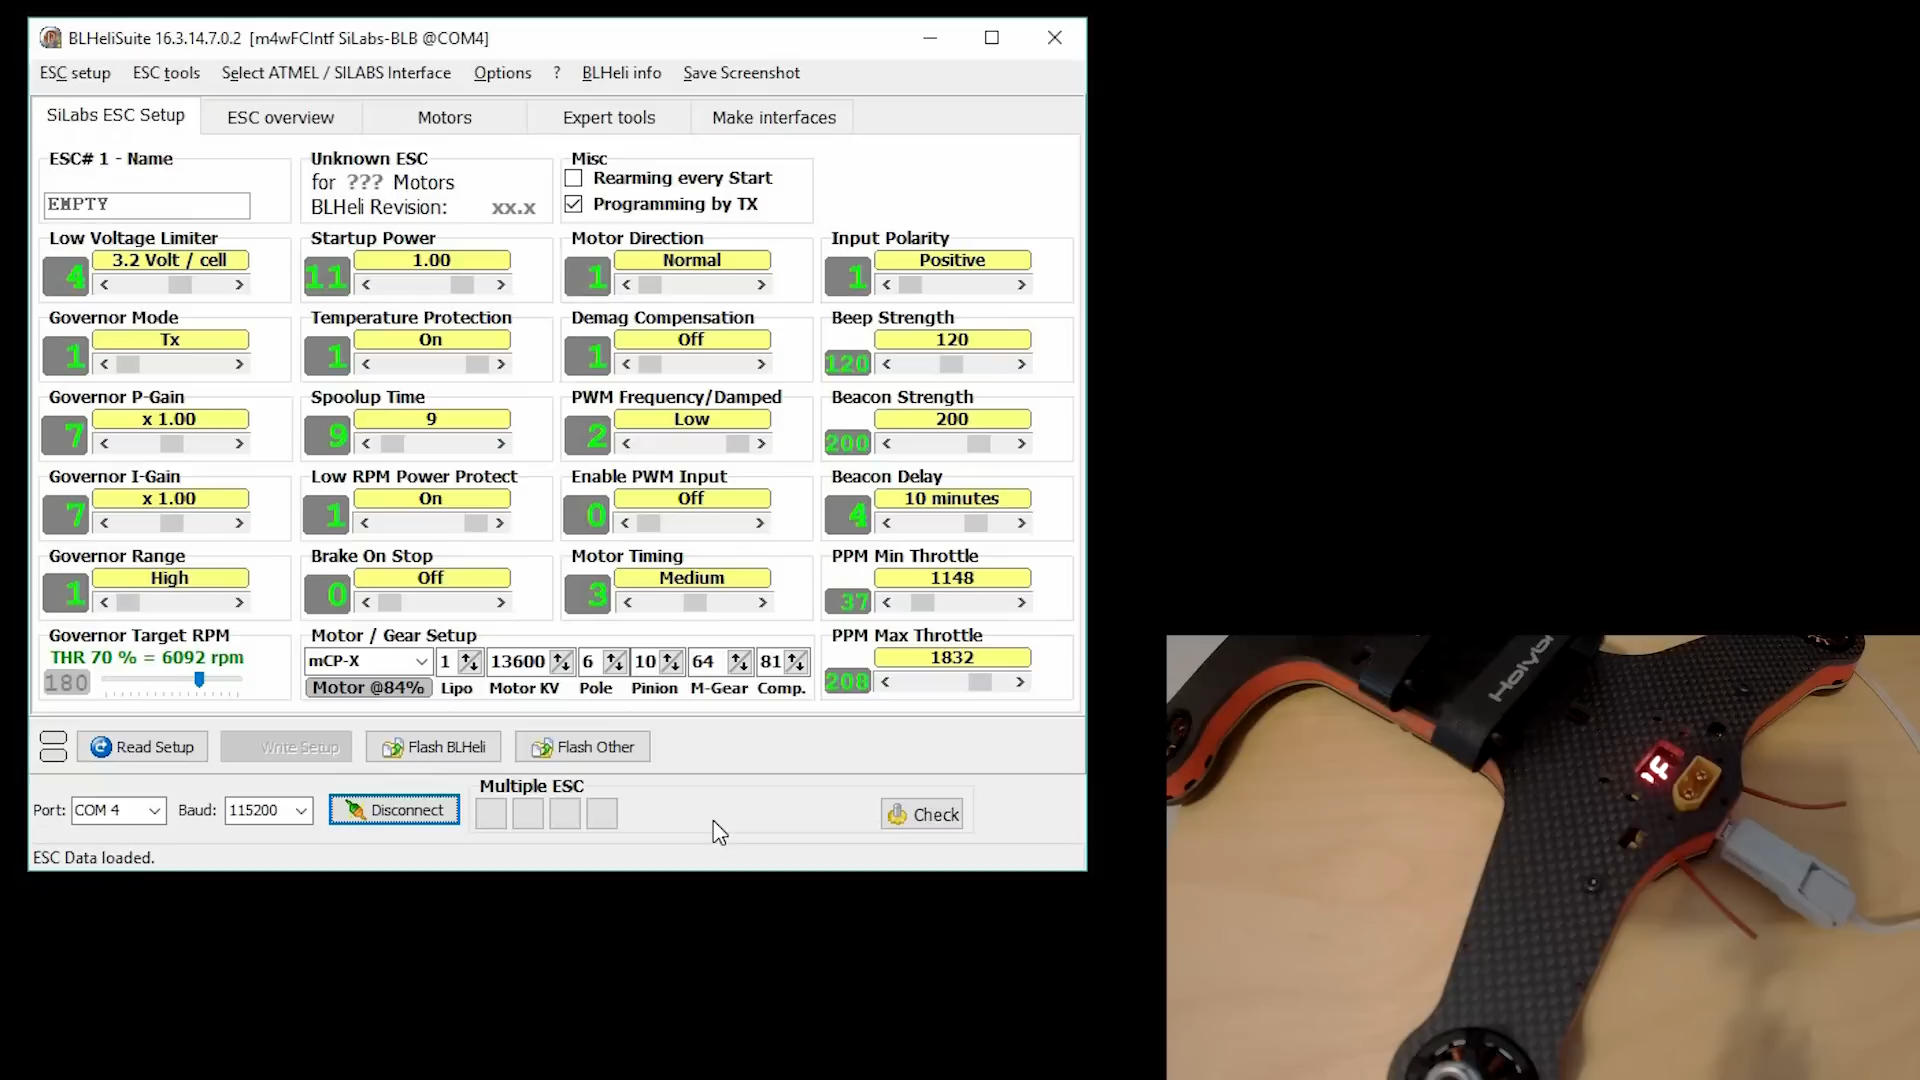 BLHeliSuite 16.3.14.7.0.2 [m4wFCIntf SiLabs-BLB @COM4]
ESC setup ESC tools Select ATMEL / SILABS Interface Options ? BLHeli info Save Screenshot
SiLabs ESC Setup ESC overview Motors Expert tools Make interfaces
ESC# 1 - Name
EMPTY
Unknown ESC
for ??? Motors
BLHeli Revision: xx.x
Misc
Rearming every Start
Programming by TX
Low Voltage Limiter
4 3.2 Volt / cell
Startup Power
11 1.00
Motor Direction
1 Normal
Input Polarity
1 Positive
Governor Mode
1 Tx
Temperature Protection
1 On
Demag Compensation
1 Off
Beep Strength
120 120
Governor P-Gain
7 x 1.00
Spoolup Time
9 9
PWM Frequency/Damped
2 Low
Beacon Strength
200 200
Governor I-Gain
7 x 1.00
Low RPM Power Protect
1 On
Enable PWM Input
0 Off
Beacon Delay
4 10 minutes
Governor Range
1 High
Brake On Stop
0 Off
Motor Timing
3 Medium
PPM Min Throttle
37 1148
Governor Target RPM
THR 70 % = 6092 rpm
180
Motor / Gear Setup
mCP-X 1 13600 6 10 64 81
Motor @84% Lipo Motor KV Pole Pinion M-Gear Comp.
PPM Max Throttle
208 1832
Read Setup Write Setup Flash BLHeli Flash Other
Port: COM 4 Baud: 115200 Disconnect
Multiple ESC
Check
ESC Data loaded.
Holybr